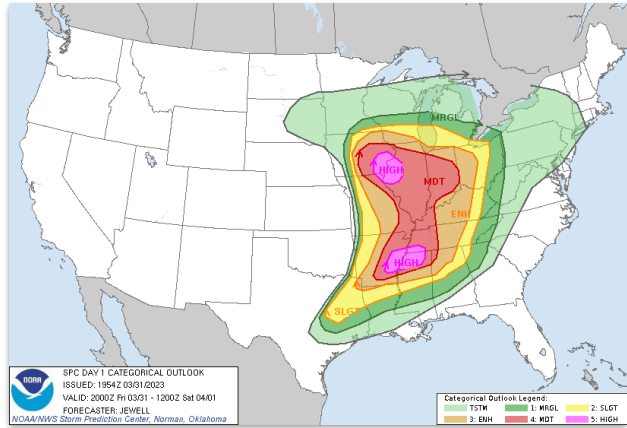 MRGL
HIGH
MDT
ENH
HIGH
SLGT
NOAA
SPC DAY 1 CATEGORICAL OUTLOOK
ISSUED: 1954Z 03/31/2023
VALID: 2000Z Fri 03/31 - 1200Z Sat 04/01
FORECASTER: JEWELL
NOAA/NWS Storm Prediction Center, Norman, Oklahoma
Categorical Outlook Legend:
TSTM 1: MRGL 2: SLGT
3: ENH 4: MDT 5: HIGH